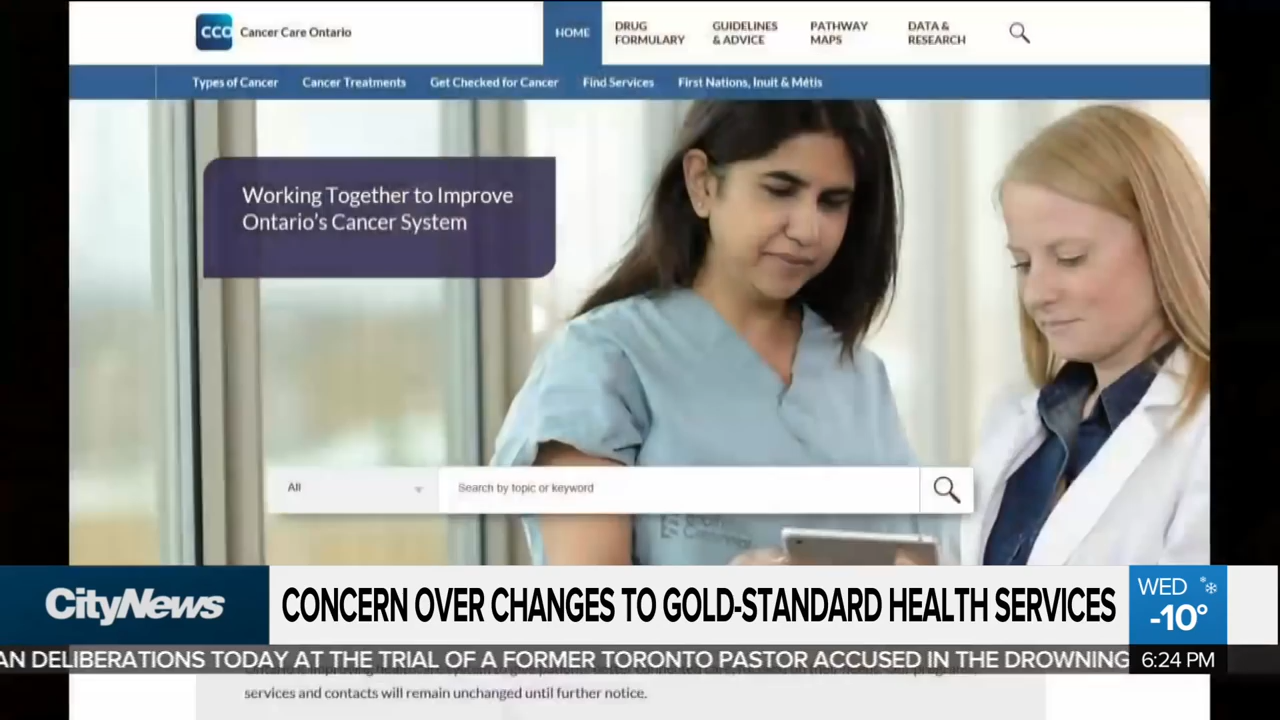 CCO Cancer Care Ontario
HOME
DRUG
FORMULARY
GUIDELINES
& ADVICE
PATHWAY
MAPS
DATA &
RESEARCH
Types of Cancer Cancer Treatments Get Checked for Cancer Find Services First Nations, Inuit & Métis
Working Together to Improve
Ontario's Cancer System
All Search by topic or keyword
CityNews
CONCERN OVER CHANGES TO GOLD-STANDARD HEALTH SERVICES
WED
-10°
AN DELIBERATIONS TODAY AT THE TRIAL OF A FORMER TORONTO PASTOR ACCUSED IN THE DROWNING
6:24 PM
services and contacts will remain unchanged until further notice.